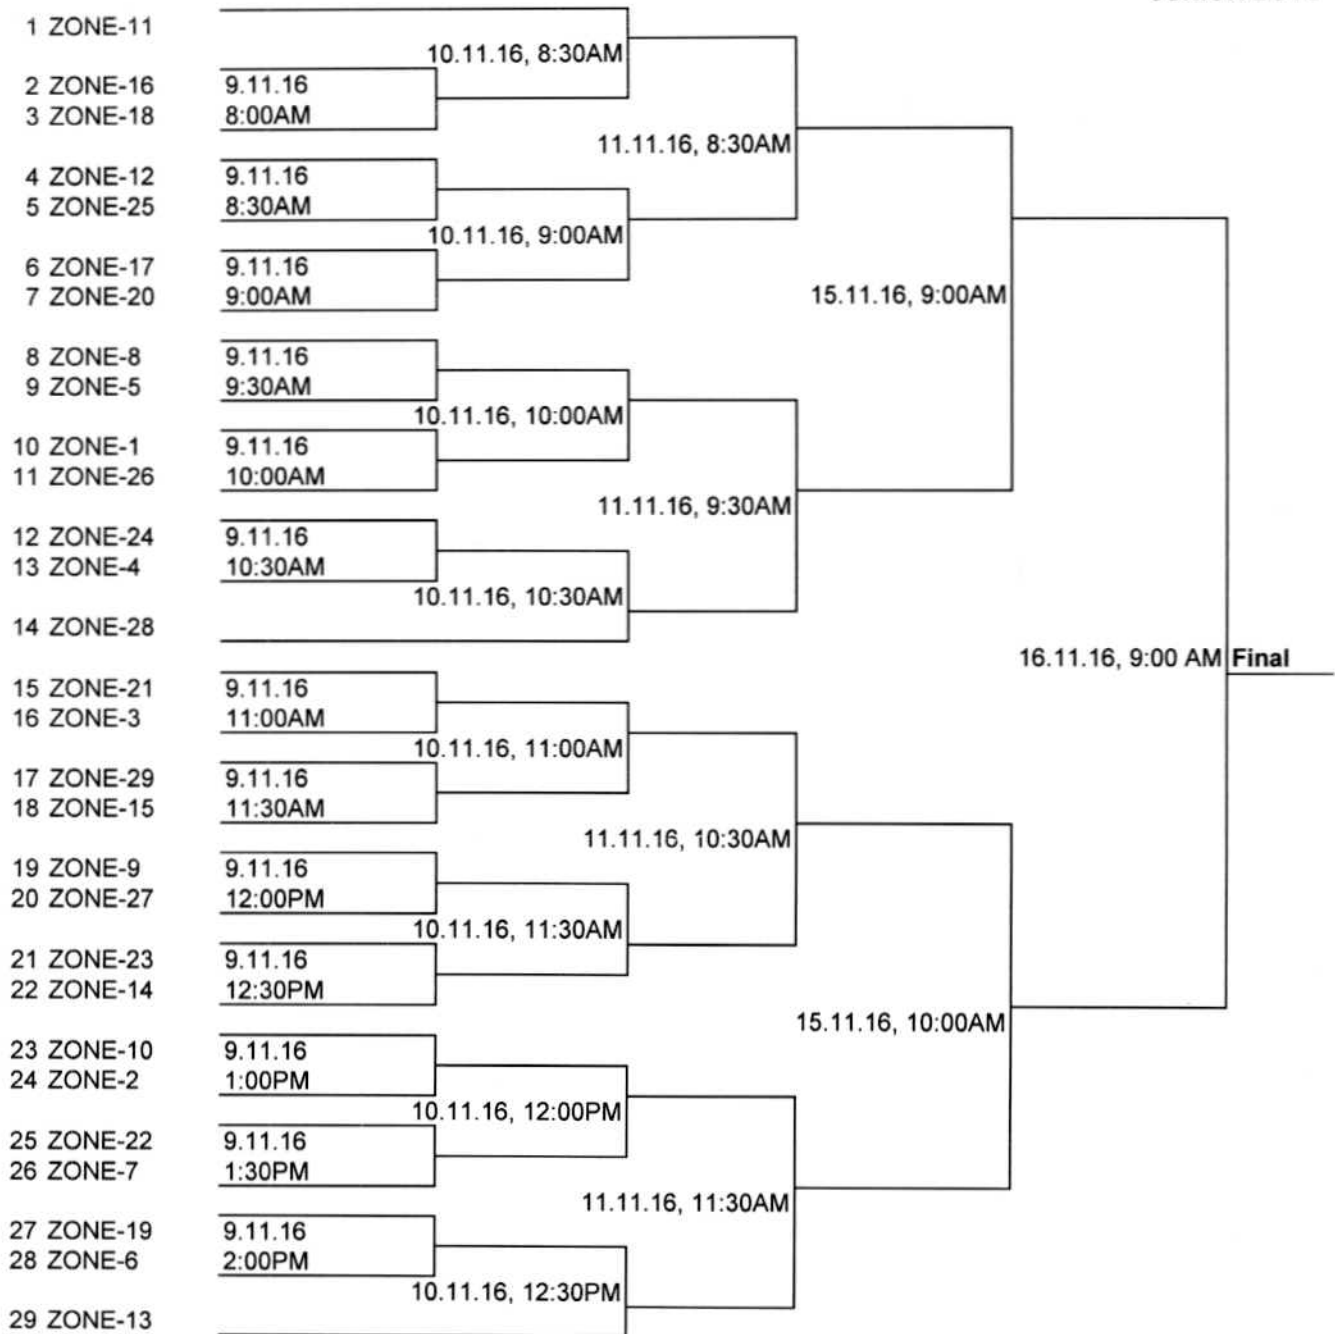 1 ZONE-11
10.11.16, 8:30AM
2 ZONE-16 9.11.16
3 ZONE-18 8:00AM
11.11.16, 8:30AM
4 ZONE-12 9.11.16
5 ZONE-25 8:30AM
10.11.16, 9:00AM
6 ZONE-17 9.11.16
7 ZONE-20 9:00AM
15.11.16, 9:00AM
8 ZONE-8 9.11.16
9 ZONE-5 9:30AM
10.11.16, 10:00AM
10 ZONE-1 9.11.16
11 ZONE-26 10:00AM
11.11.16, 9:30AM
12 ZONE-24 9.11.16
13 ZONE-4 10:30AM
10.11.16, 10:30AM
14 ZONE-28
16.11.16, 9:00 AM Final
15 ZONE-21 9.11.16
16 ZONE-3 11:00AM
10.11.16, 11:00AM
17 ZONE-29 9.11.16
18 ZONE-15 11:30AM
11.11.16, 10:30AM
19 ZONE-9 9.11.16
20 ZONE-27 12:00PM
10.11.16, 11:30AM
21 ZONE-23 9.11.16
22 ZONE-14 12:30PM
15.11.16, 10:00AM
23 ZONE-10 9.11.16
24 ZONE-2 1:00PM
10.11.16, 12:00PM
25 ZONE-22 9.11.16
26 ZONE-7 1:30PM
11.11.16, 11:30AM
27 ZONE-19 9.11.16
28 ZONE-6 2:00PM
10.11.16, 12:30PM
29 ZONE-13